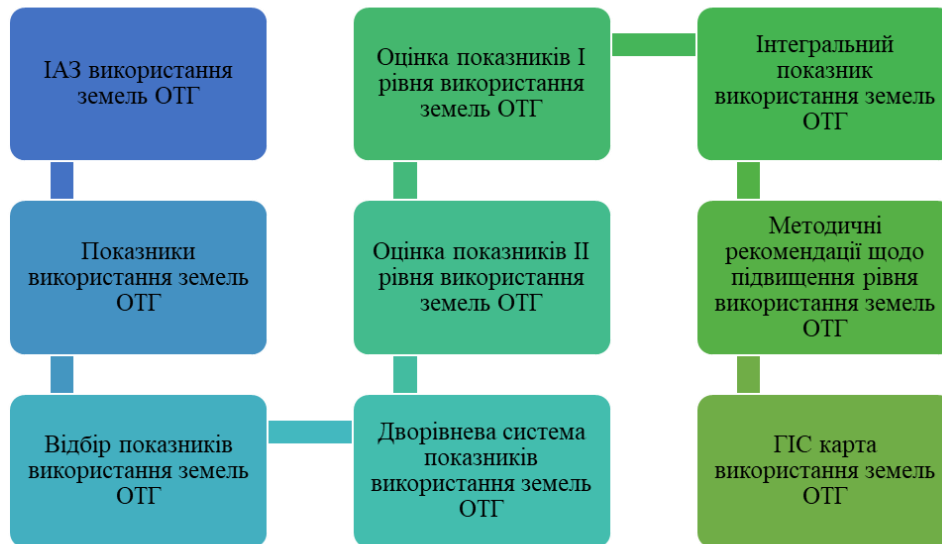 ІАЗ використання
земель ОТГ
Показники
використання земель
ОТГ
Відбір показників
використання земель
ОТГ
Дворівнева система
показників
використання земель
ОТГ
Оцінка показників ІІ
рівня використання
земель ОТГ
Оцінка показників І
рівня використання
земель ОТГ
Інтегральний
показник
використання земель
ОТГ
Методичні
рекомендації щодо
підвищення рівня
використання земель
ОТГ
ГІС карта
використання земель
ОТГ